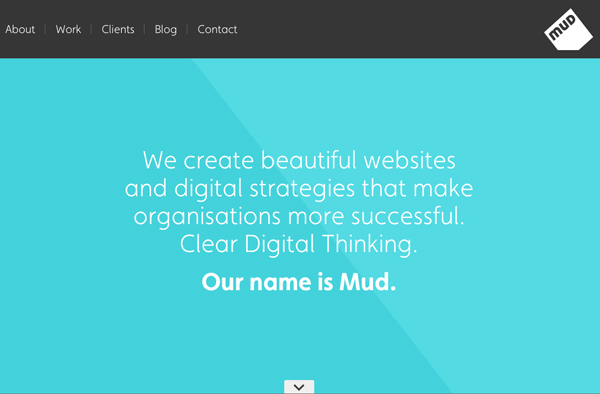 About | Work | Clients | Blog | Contact
MUD
We create beautiful websites
and digital strategies that make
organisations more successful.
Clear Digital Thinking.
Our name is Mud.